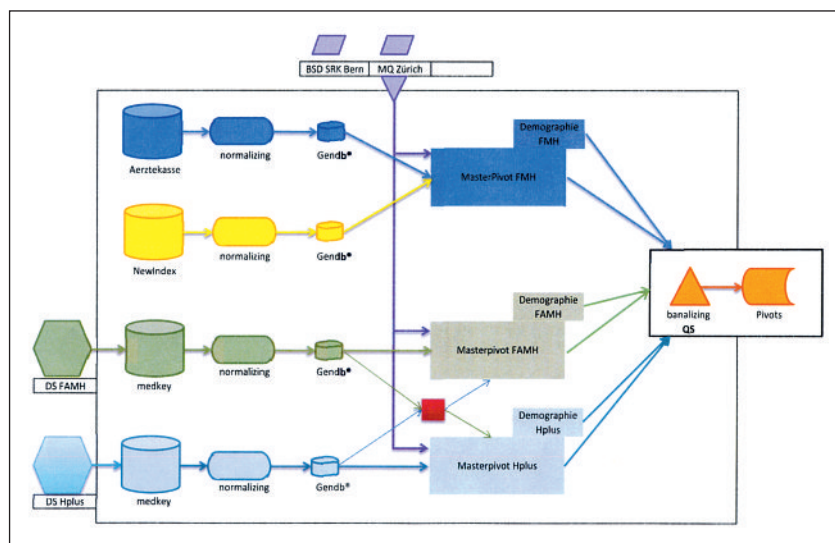 BSD SRK Bern
MQ Zürich
Demographie
FMH
Aerztekasse
normalizing
Gendb®
MasterPivot FMH
NewIndex
normalizing
Gendb®
banalizing
QS
Pivots
Demographie
FAMH
DS FAMH
medkey
normalizing
Gendb®
Masterpivot FAMH
Demographie
Hplus
DS Hplus
medkey
normalizing
Gendb®
Masterpivot Hplus